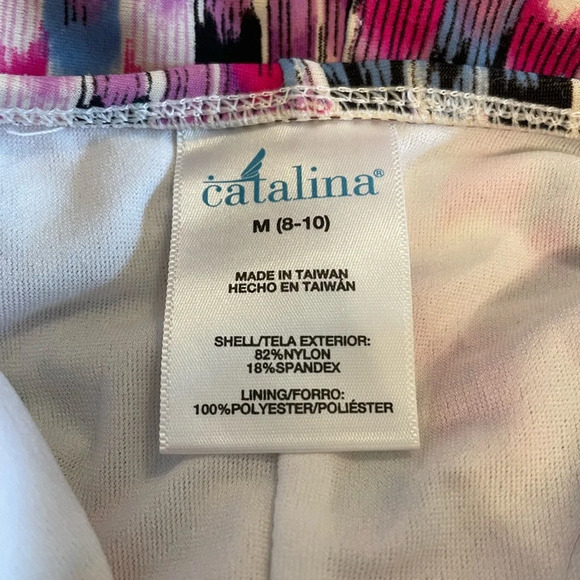 catalina®
M (8-10)
MADE IN TAIWAN
HECHO EN TAIWÁN
SHELL/TELA EXTERIOR:
82%NYLON
18%SPANDEX
LINING/FORRO:
100%POLYESTER/POLIÉSTER